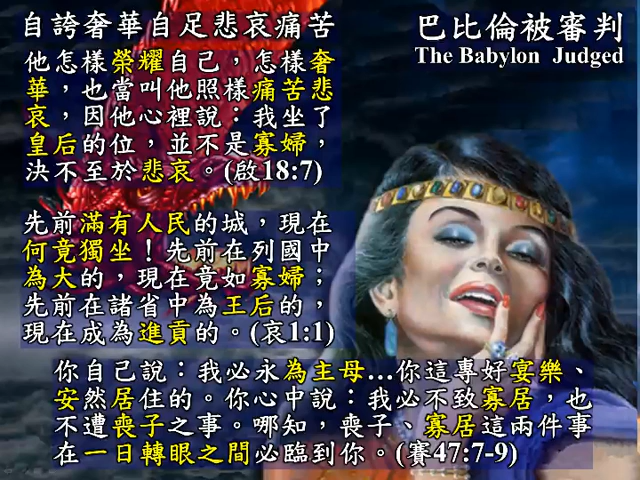 自誇奢華自足悲哀痛苦
巴比倫被審判
The Babylon Judged
他怎樣榮耀自己，怎樣奢
華，也當叫他照樣痛苦悲
哀，因他心裡說：我坐了
皇后的位，並不是寡婦，
決不至於悲哀。(啟18:7)
先前滿有人民的城，現在
何竟獨坐！先前在列國中
為大的，現在竟如寡婦；
先前在諸省中為王后的，
現在成為進貢的。(哀1:1)
你自己說：我必永為主母...你這專好宴樂、
安然居住的。你心中說：我必不致寡居，也
不遭喪子之事。哪知，喪子、寡居這兩件事
在一日轉眼之間必臨到你。(賽47:7-9)